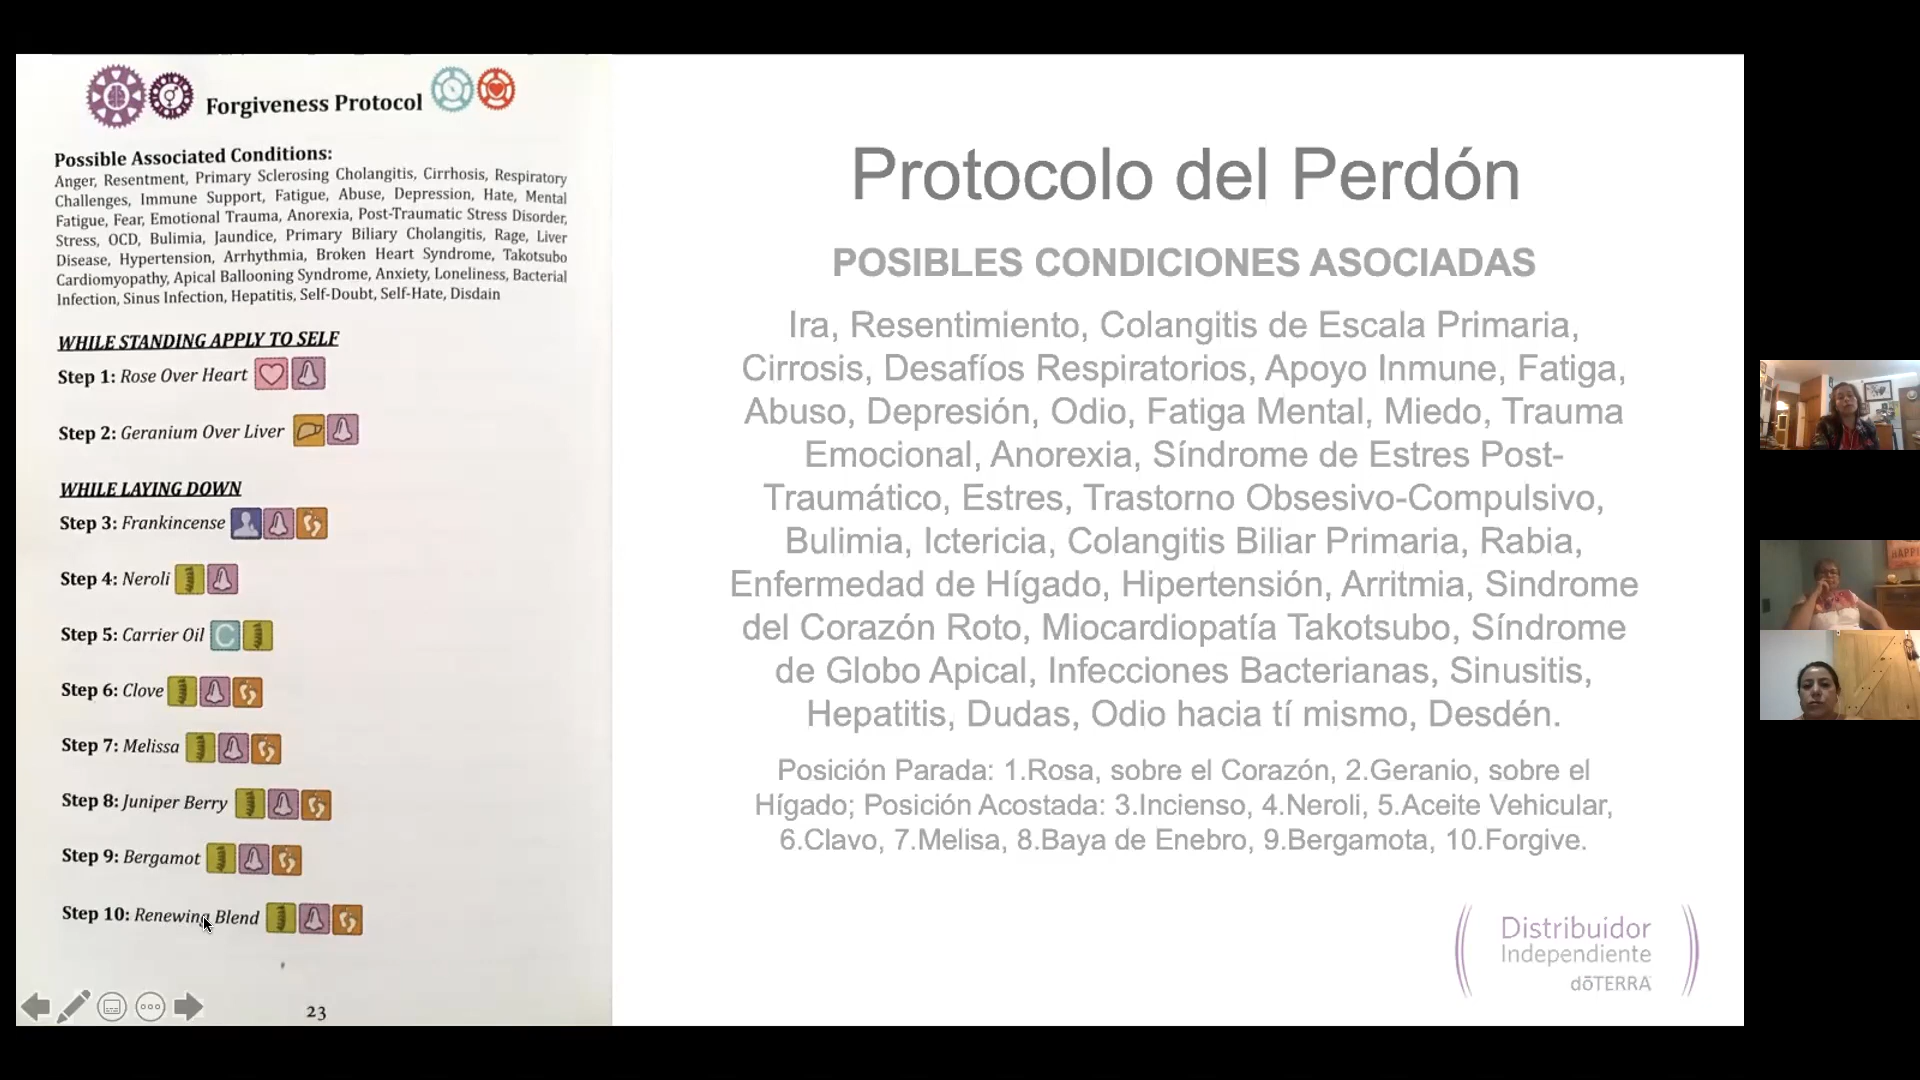 Forgiveness Protocol
Possible Associated Conditions:
Anger, Resentment, Primary Sclerosing Cholangitis, Cirrhosis, Respiratory
Challenges, Immune Support, Fatigue, Abuse, Depression, Hate, Mental
Fatigue, Fear, Emotional Trauma, Anorexia, Post-Traumatic Stress Disorder,
Stress, OCD, Bulimia, Jaundice, Primary Biliary Cholangitis, Rage, Liver
Disease, Hypertension, Arrhythmia, Broken Heart Syndrome, Takotsubo
Cardiomyopathy, Apical Ballooning Syndrome, Anxiety, Loneliness, Bacterial
Infection, Sinus Infection, Hepatitis, Self-Doubt, Self-Hate, Disdain
WHILE STANDING APPLY TO SELF
Step 1: Rose Over Heart
Step 2: Geranium Over Liver
WHILE LAYING DOWN
Step 3: Frankincense
Step 4: Neroli
Step 5: Carrier Oil C
Step 6: Clove
Step 7: Melissa
Step 8: Juniper Berry
Step 9: Bergamot
Step 10: Renewing Blend
23
Protocolo del Perdón
POSIBLES CONDICIONES ASOCIADAS
Ira, Resentimiento, Colangitis de Escala Primaria,
Cirrosis, Desafíos Respiratorios, Apoyo Inmune, Fatiga,
Abuso, Depresión, Odio, Fatiga Mental, Miedo, Trauma
Emocional, Anorexia, Síndrome de Estres Post-
Traumático, Estres, Trastorno Obsesivo-Compulsivo,
Bulimia, Ictericia, Colangitis Biliar Primaria, Rabia,
Enfermedad de Hígado, Hipertensión, Arritmia, Sindrome
del Corazón Roto, Miocardiopatía Takotsubo, Síndrome
de Globo Apical, Infecciones Bacterianas, Sinusitis,
Hepatitis, Dudas, Odio hacia tí mismo, Desdén.
Posición Parada: 1.Rosa, sobre el Corazón, 2.Geranio, sobre el
Hígado; Posición Acostada: 3.Incienso, 4.Neroli, 5.Aceite Vehicular,
6.Clavo, 7.Melisa, 8.Baya de Enebro, 9.Bergamota, 10.Forgive.
Distribuidor
Independiente
dōTERRA